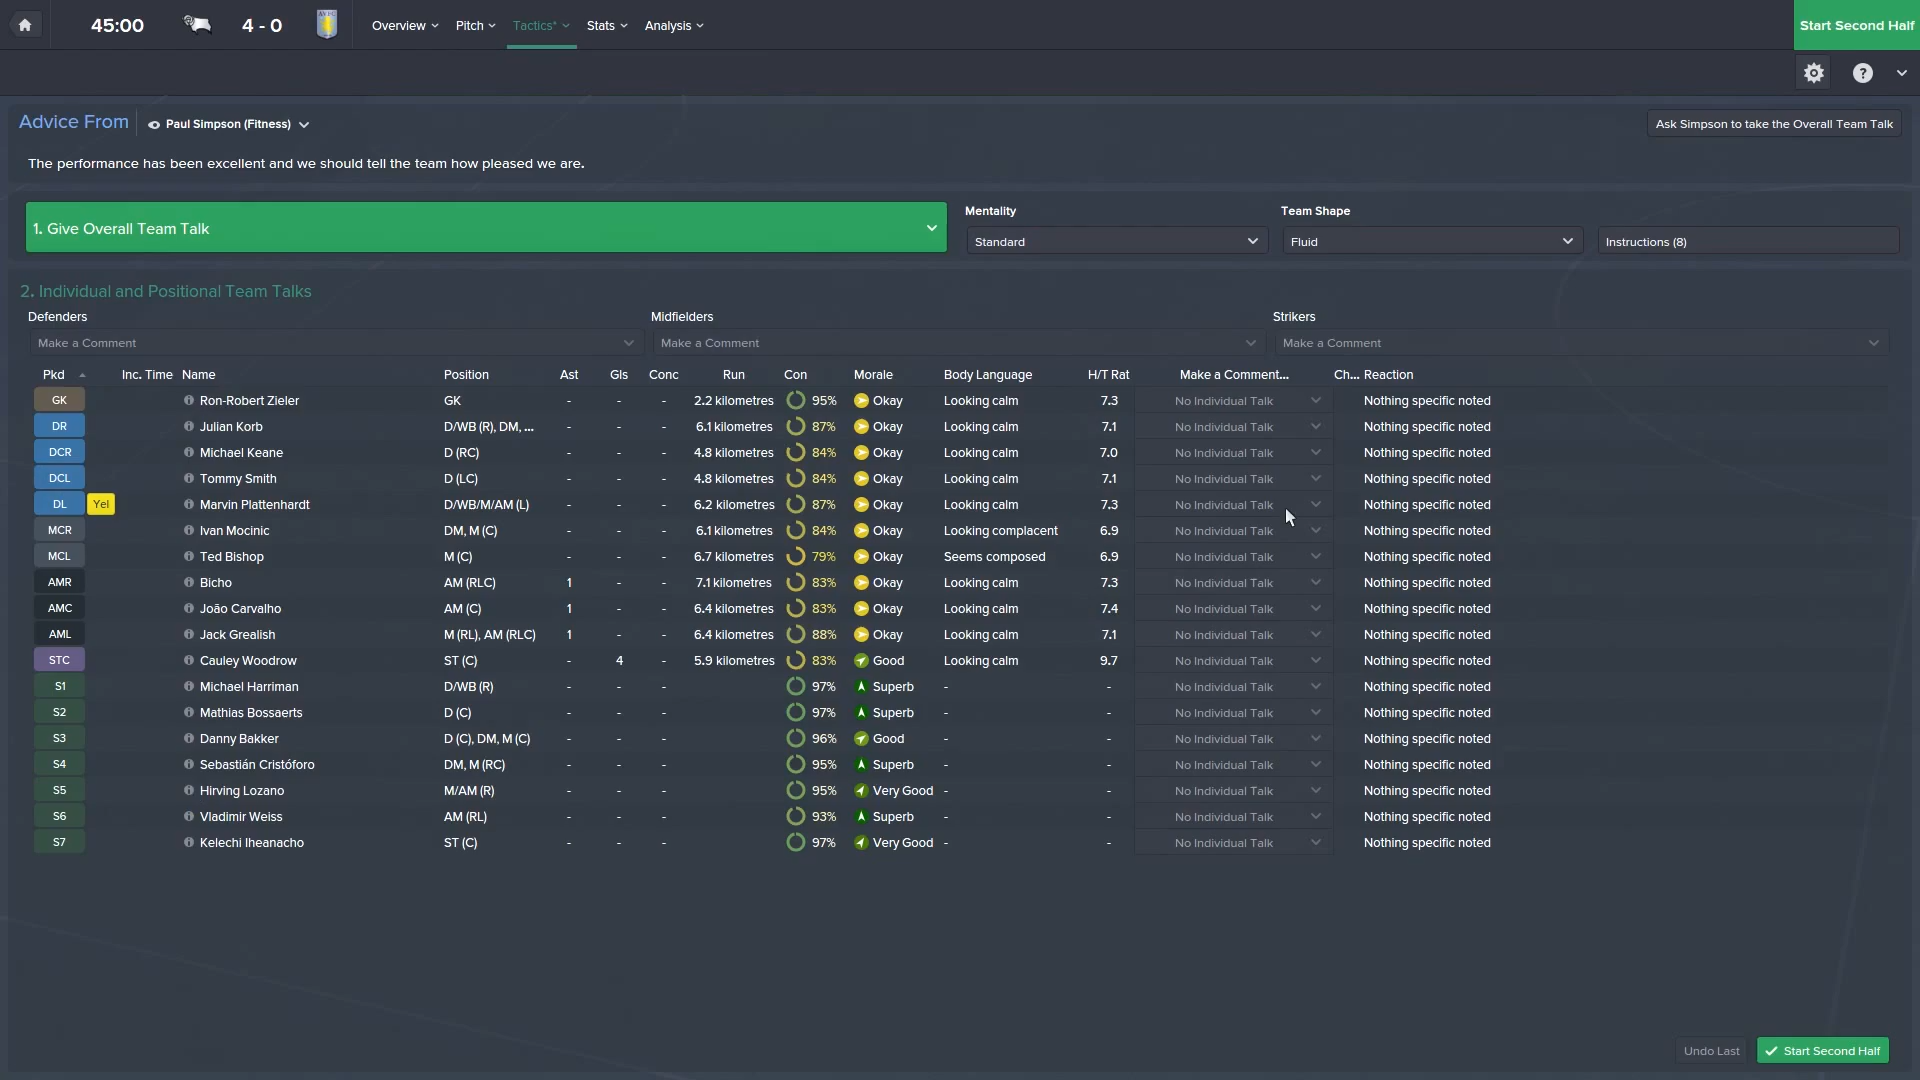 45:00 4 - 0 Overview Pitch Tactics* Stats Analysis Start Second Half
?
Advice From Paul Simpson (Fitness) Ask Simpson to take the Overall Team Talk
The performance has been excellent and we should tell the team how pleased we are.
Mentality Team Shape
1. Give Overall Team Talk Standard Fluid Instructions (8)
2. Individual and Positional Team Talks
Defenders Midfielders Strikers
Make a Comment Make a Comment Make a Comment
Pkd Inc. Time Name Position Ast Gls Conc Run Con Morale Body Language H/T Rat Make a Comment... Ch... Reaction
GK Ron-Robert Zieler GK - - - 2.2 kilometres 95% Okay Looking calm 7.3 No Individual Talk Nothing specific noted
DR Julian Korb D/WB (R), DM, ... - - - 6.1 kilometres 87% Okay Looking calm 7.1 No Individual Talk Nothing specific noted
DCR Michael Keane D (RC) - - - 4.8 kilometres 84% Okay Looking calm 7.0 No Individual Talk Nothing specific noted
DCL Tommy Smith D (LC) - - - 4.8 kilometres 84% Okay Looking calm 7.1 No Individual Talk Nothing specific noted
DL Yel Marvin Plattenhardt D/WB/M/AM (L) - - - 6.2 kilometres 87% Okay Looking calm 7.3 No Individual Talk Nothing specific noted
MCR Ivan Mocinic DM, M (C) - - - 6.1 kilometres 84% Okay Looking complacent 6.9 No Individual Talk Nothing specific noted
MCL Ted Bishop M (C) - - - 6.7 kilometres 79% Okay Seems composed 6.9 No Individual Talk Nothing specific noted
AMR Bicho AM (RLC) 1 - - 7.1 kilometres 83% Okay Looking calm 7.3 No Individual Talk Nothing specific noted
AMC João Carvalho AM (C) 1 - - 6.4 kilometres 83% Okay Looking calm 7.4 No Individual Talk Nothing specific noted
AML Jack Grealish M (RL), AM (RLC) 1 - - 6.4 kilometres 88% Okay Looking calm 7.1 No Individual Talk Nothing specific noted
STC Cauley Woodrow ST (C) - 4 - 5.9 kilometres 83% Good Looking calm 9.7 No Individual Talk Nothing specific noted
S1 Michael Harriman D/WB (R) - - - 97% Superb - - No Individual Talk Nothing specific noted
S2 Mathias Bossaerts D (C) - - - 97% Superb - - No Individual Talk Nothing specific noted
S3 Danny Bakker D (C), DM, M (C) - - - 96% Good - - No Individual Talk Nothing specific noted
S4 Sebastián Cristóforo DM, M (RC) - - - 95% Superb - - No Individual Talk Nothing specific noted
S5 Hirving Lozano M/AM (R) - - - 95% Very Good - - No Individual Talk Nothing specific noted
S6 Vladimir Weiss AM (RL) - - - 93% Superb - - No Individual Talk Nothing specific noted
S7 Kelechi Iheanacho ST (C) - - - 97% Very Good - - No Individual Talk Nothing specific noted
Undo Last Start Second Half